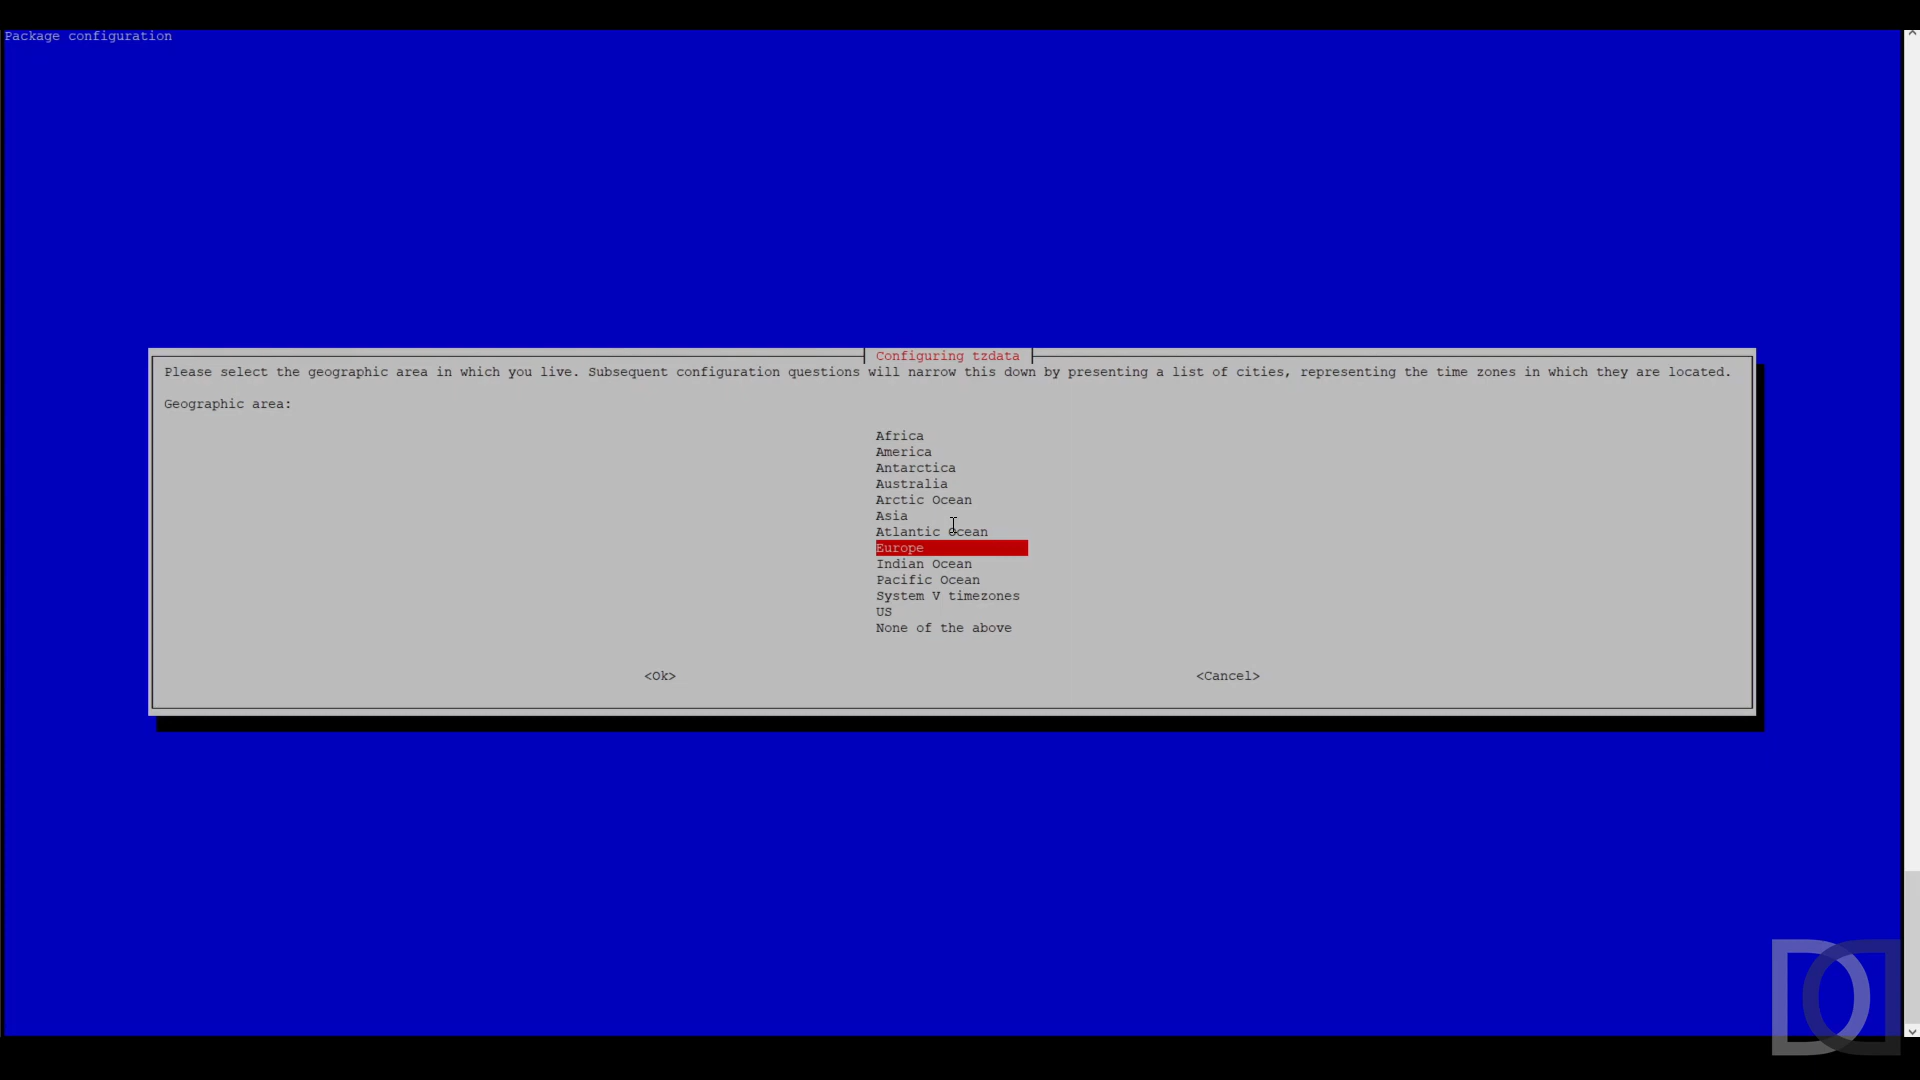 Package configuration
Configuring tzdata
Please select the geographic area in which you live. Subsequent configuration questions will narrow this down by presenting a list of cities, representing the time zones in which they are located.
Geographic area:
Africa
America
Antarctica
Australia
Arctic Ocean
Asia
Atlantic Ocean
Europe
Indian Ocean
Pacific Ocean
System V timezones
US
None of the above
<Ok> <Cancel>